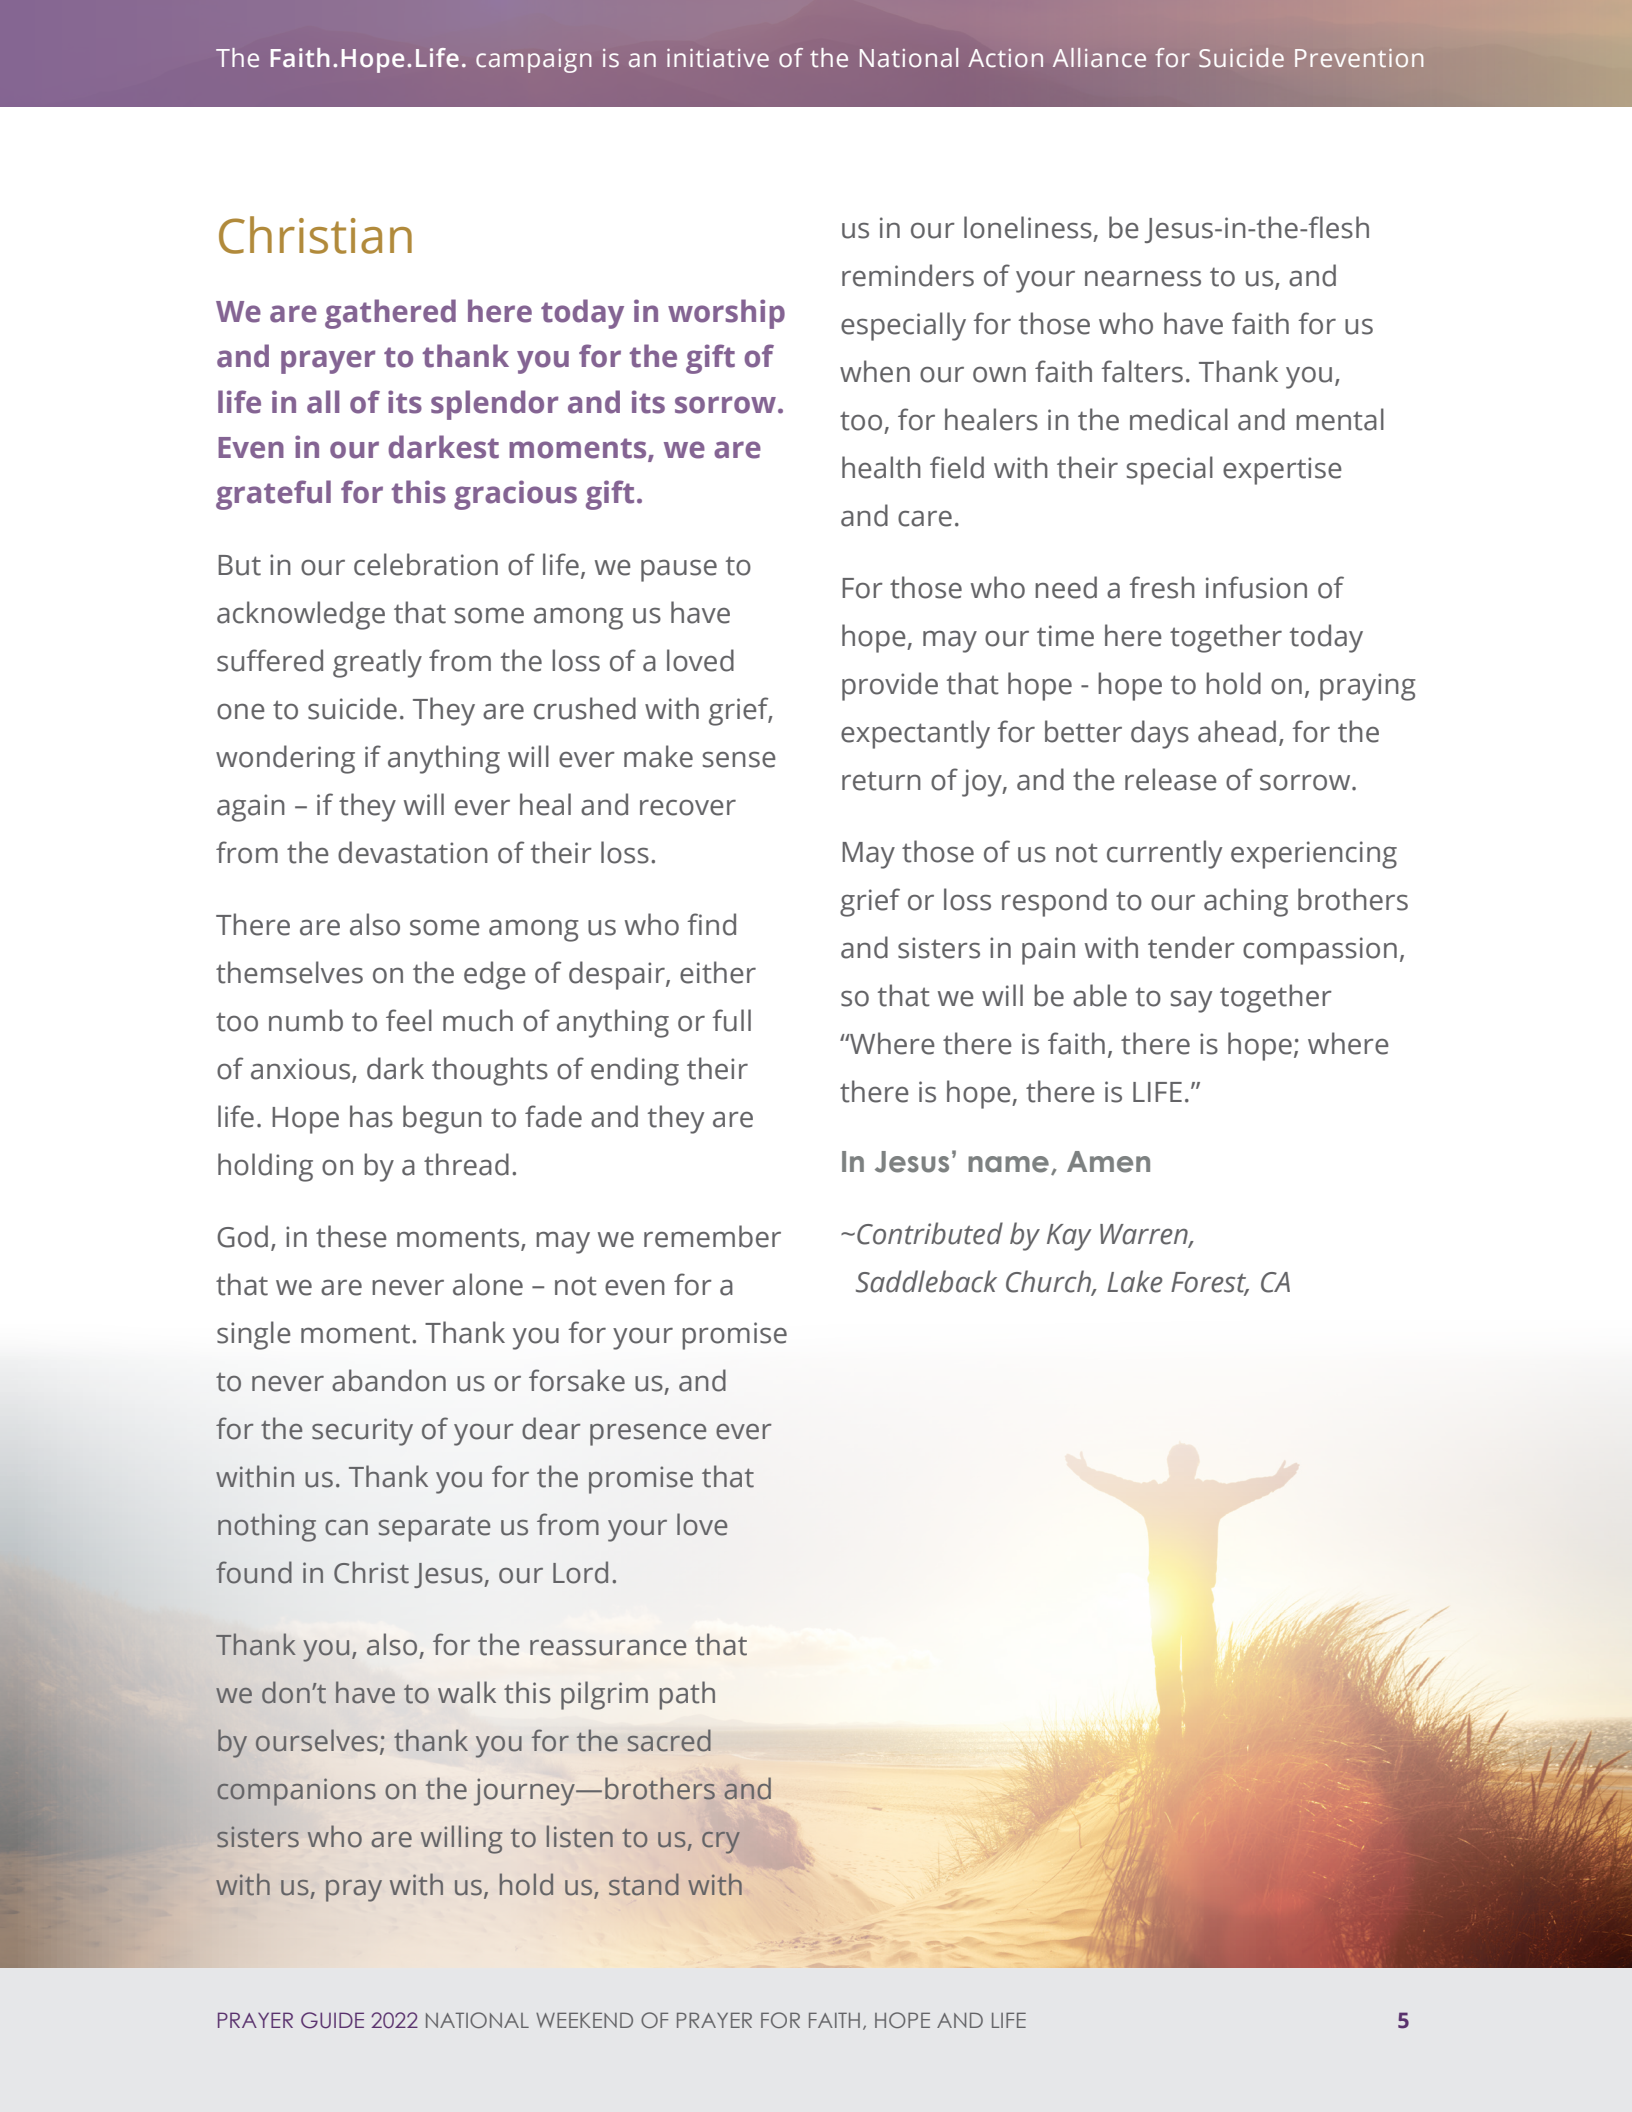 The Faith.Hope.Life. campaign is an initiative of the National Action Alliance for Suicide Prevention
Christian
We are gathered here today in worship
and prayer to thank you for the gift of
life in all of its splendor and its sorrow.
Even in our darkest moments, we are
grateful for this gracious gift.
But in our celebration of life, we pause to
acknowledge that some among us have
suffered greatly from the loss of a loved
one to suicide. They are crushed with grief,
wondering if anything will ever make sense
again – if they will ever heal and recover
from the devastation of their loss.
There are also some among us who find
themselves on the edge of despair, either
too numb to feel much of anything or full
of anxious, dark thoughts of ending their
life. Hope has begun to fade and they are
holding on by a thread.
God, in these moments, may we remember
that we are never alone – not even for a
single moment. Thank you for your promise
to never abandon us or forsake us, and
for the security of your dear presence ever
within us. Thank you for the promise that
nothing can separate us from your love
found in Christ Jesus, our Lord.
Thank you, also, for the reassurance that
we don’t have to walk this pilgrim path
by ourselves; thank you for the sacred
companions on the journey—brothers and
sisters who are willing to listen to us, cry
with us, pray with us, hold us, stand with
us in our loneliness, be Jesus-in-the-flesh
reminders of your nearness to us, and
especially for those who have faith for us
when our own faith falters. Thank you,
too, for healers in the medical and mental
health field with their special expertise
and care.
For those who need a fresh infusion of
hope, may our time here together today
provide that hope - hope to hold on, praying
expectantly for better days ahead, for the
return of joy, and the release of sorrow.
May those of us not currently experiencing
grief or loss respond to our aching brothers
and sisters in pain with tender compassion,
so that we will be able to say together
“Where there is faith, there is hope; where
there is hope, there is LIFE.”
In Jesus’ name, Amen
~Contributed by Kay Warren,
Saddleback Church, Lake Forest, CA
PRAYER GUIDE 2022 NATIONAL WEEKEND OF PRAYER FOR FAITH, HOPE AND LIFE
5